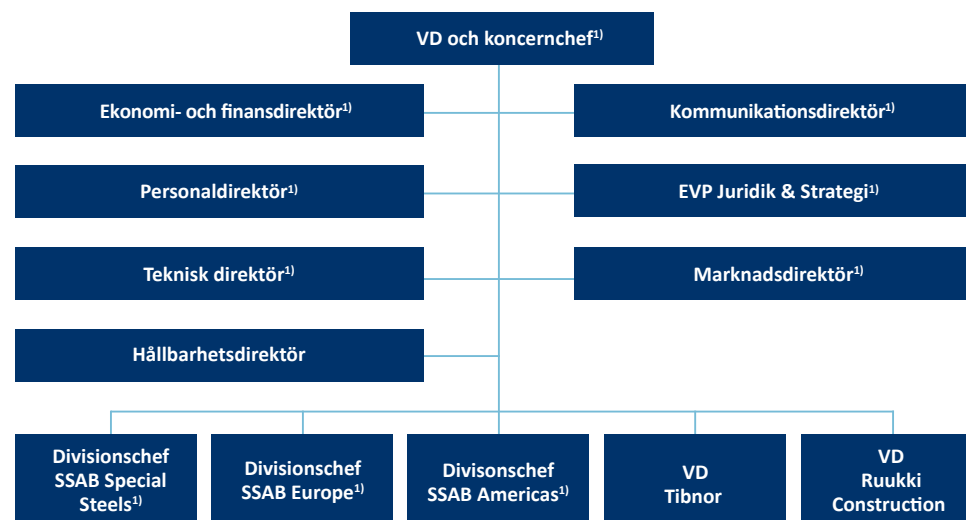 VD och koncernchef¹⁾
Ekonomi- och finansdirektör¹⁾
Kommunikationsdirektör¹⁾
Personaldirektör¹⁾
EVP Juridik & Strategi¹⁾
Teknisk direktör¹⁾
Marknadsdirektör¹⁾
Hållbarhetsdirektör
Divisionschef
SSAB Special
Steels¹⁾
Divisionschef
SSAB Europe¹⁾
Divisonschef
SSAB Americas¹⁾
VD
Tibnor
VD
Ruukki
Construction